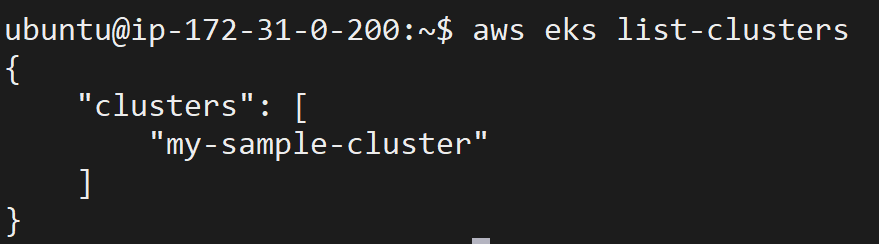 ubuntu@ip-172-31-0-200:~$ aws eks list-clusters
{
    "clusters": [
        "my-sample-cluster"
    ]
}